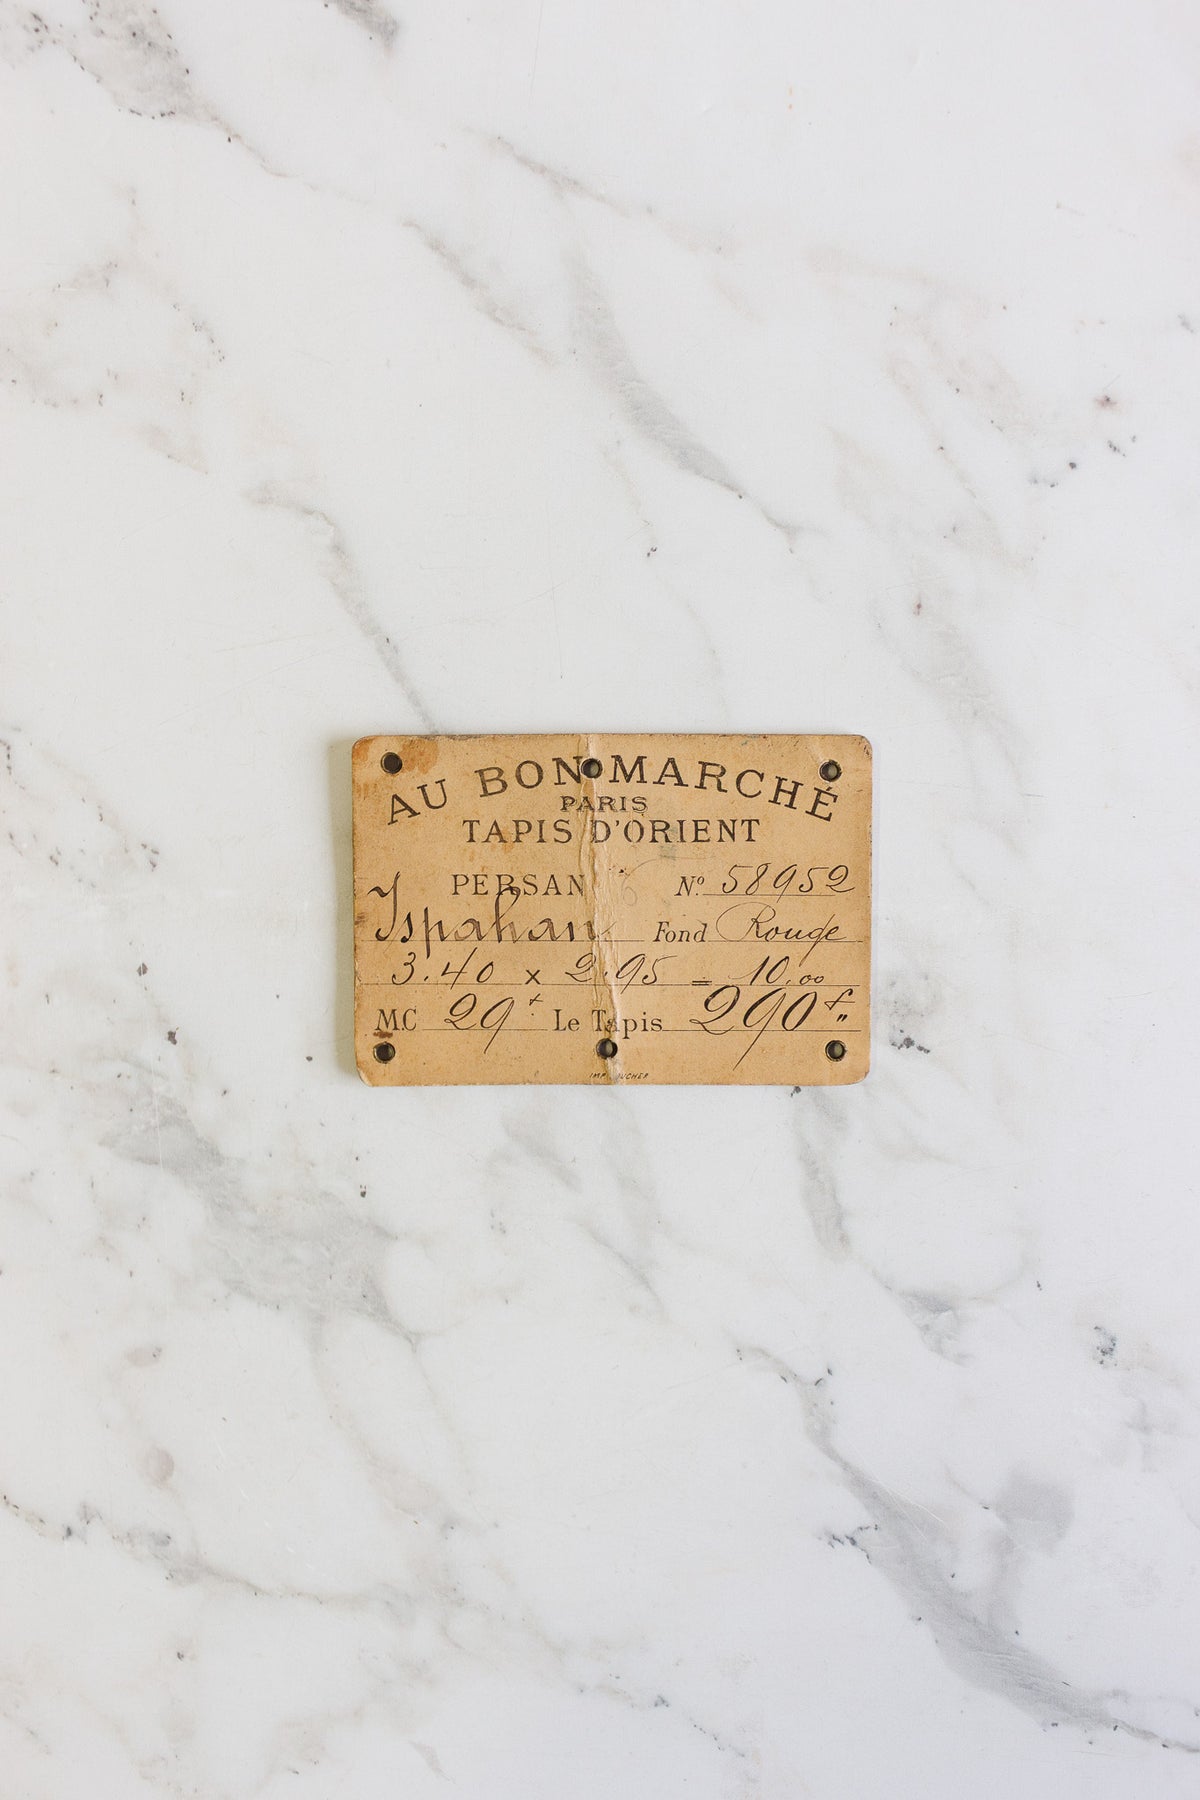 AU BON MARCHÉ
PARIS
TAPIS D'ORIENT
PERSAN Nº 58952
Ispahan Fond Rouge
3.40 x 2.95 = 10.00
M.C 29f Le Tapis 290f "
IMP.